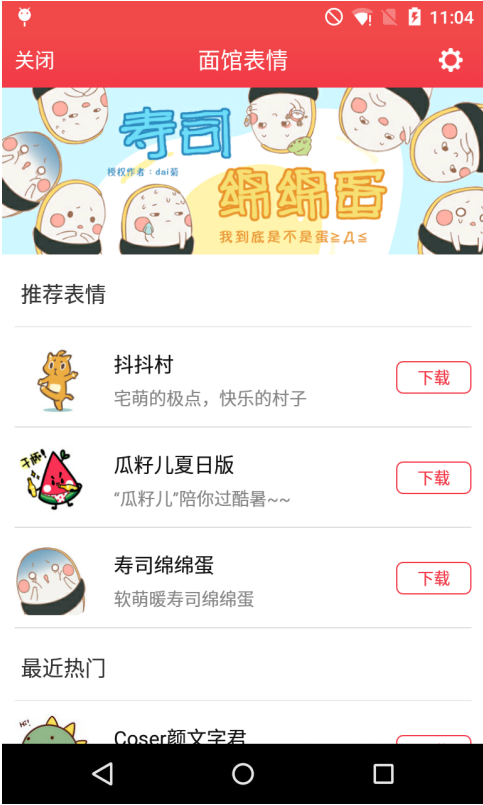 11:04
关闭
面馆表情
寿司
授权作者：dai菊
绵绵蛋
我到底是不是蛋≧Д≦
推荐表情
抖抖村
宅萌的极点，快乐的村子
下载
干杯!
瓜籽儿夏日版
“瓜籽儿”陪你过酷暑~~
下载
寿司绵绵蛋
软萌暖寿司绵绵蛋
下载
最近热门
Hi!
Coser颜文字君